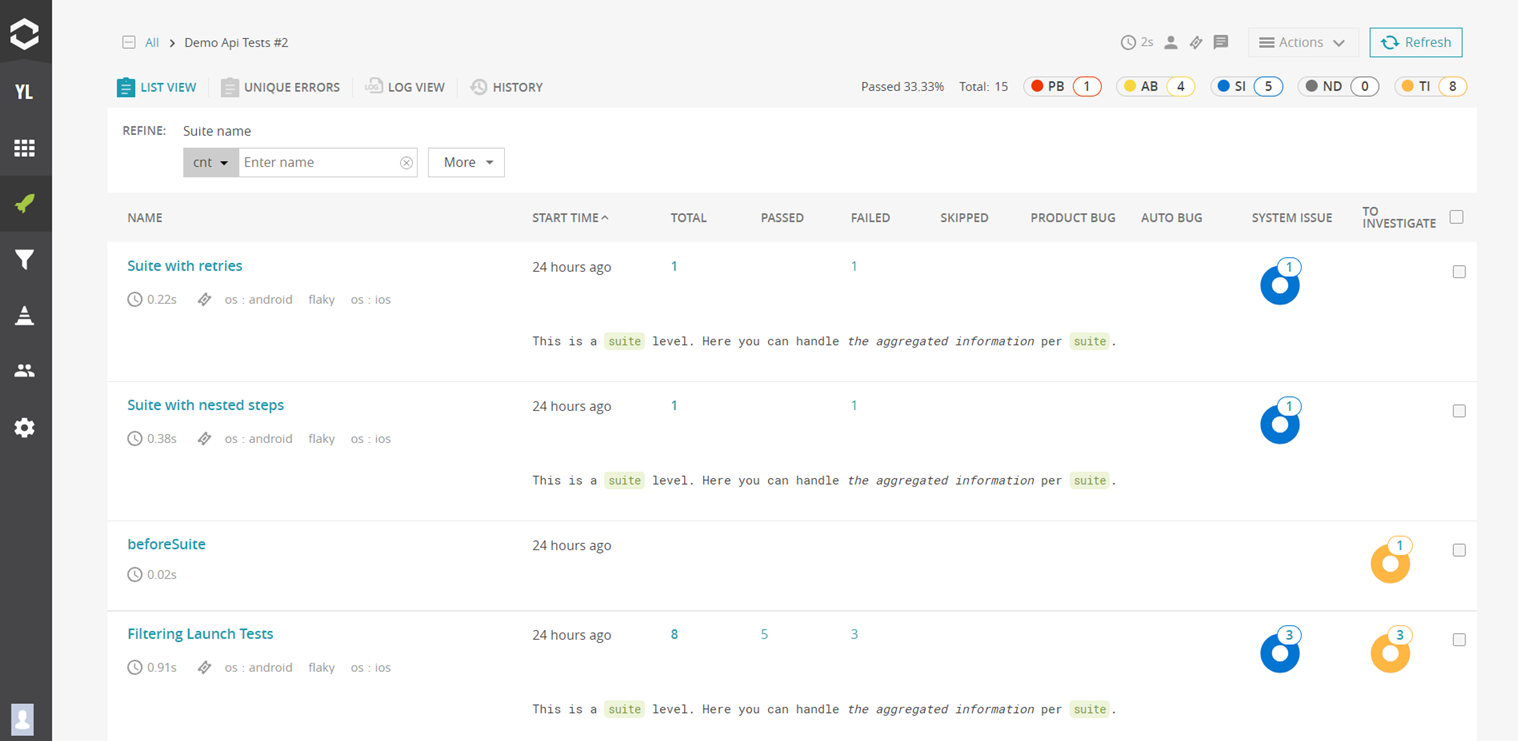 All > Demo Api Tests #2
2s
Actions
Refresh
YL
LIST VIEW
UNIQUE ERRORS
LOG VIEW
HISTORY
Passed 33.33%
Total: 15
PB 1
AB 4
SI 5
ND 0
TI 8
REFINE:
Suite name
cnt
Enter name
More
NAME
START TIME
TOTAL
PASSED
FAILED
SKIPPED
PRODUCT BUG
AUTO BUG
SYSTEM ISSUE
TO
INVESTIGATE
Suite with retries
24 hours ago
1
1
1
0.22s
os : android
flaky
os : ios
This is a suite level. Here you can handle the aggregated information per suite.
Suite with nested steps
24 hours ago
1
1
1
0.38s
os : android
flaky
os : ios
This is a suite level. Here you can handle the aggregated information per suite.
beforeSuite
24 hours ago
1
0.02s
Filtering Launch Tests
24 hours ago
8
5
3
3
3
0.91s
os : android
flaky
os : ios
This is a suite level. Here you can handle the aggregated information per suite.